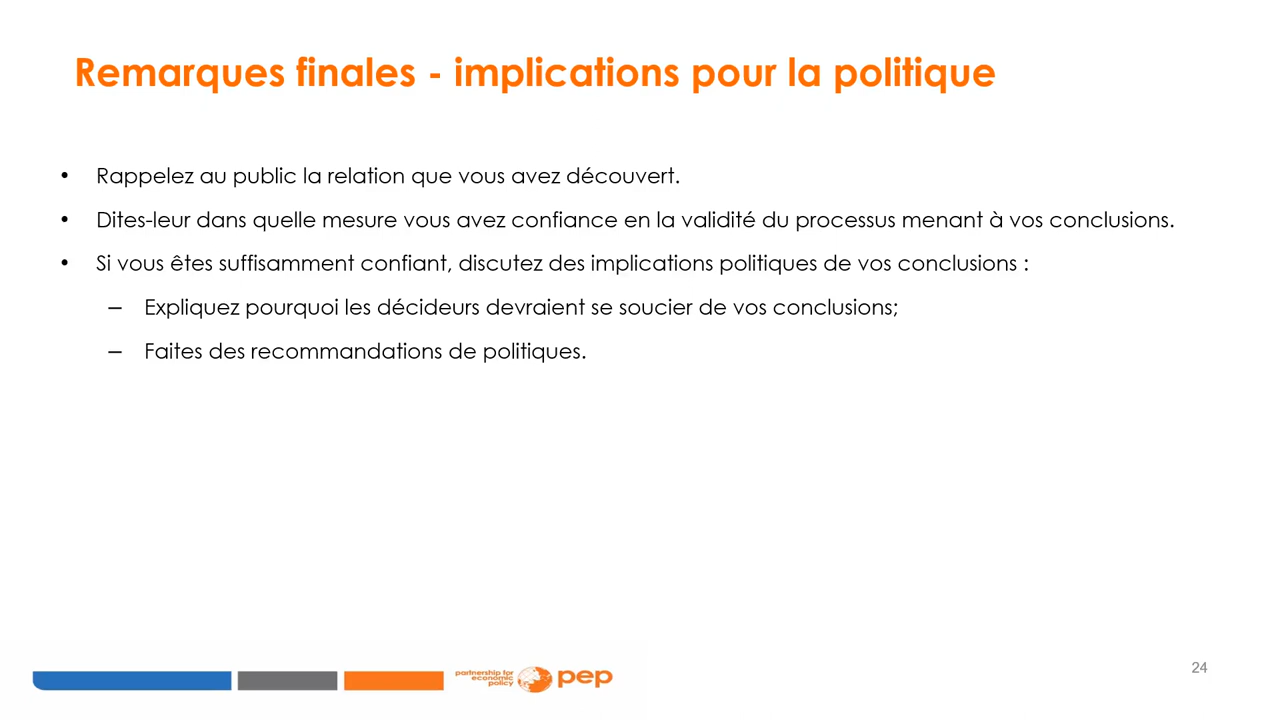 Remarques finales - implications pour la politique
• Rappelez au public la relation que vous avez découvert.
• Dites-leur dans quelle mesure vous avez confiance en la validité du processus menant à vos conclusions.
• Si vous êtes suffisamment confiant, discutez des implications politiques de vos conclusions :
– Expliquez pourquoi les décideurs devraient se soucier de vos conclusions;
– Faites des recommandations de politiques.
partnership for
economic
policy
pep
24